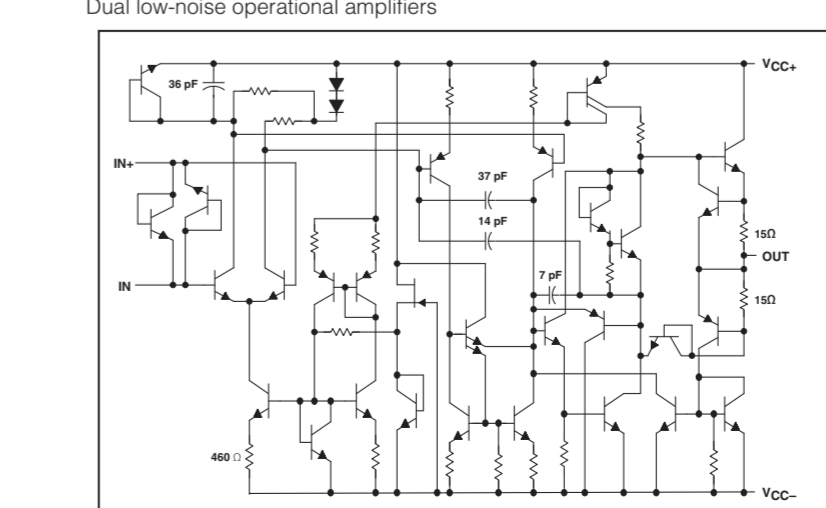 Dual low-noise operational amplifiers
VCC+
36 pF
IN+
37 pF
14 pF
15Ω
OUT
7 pF
IN
15Ω
460 Ω
VCC−